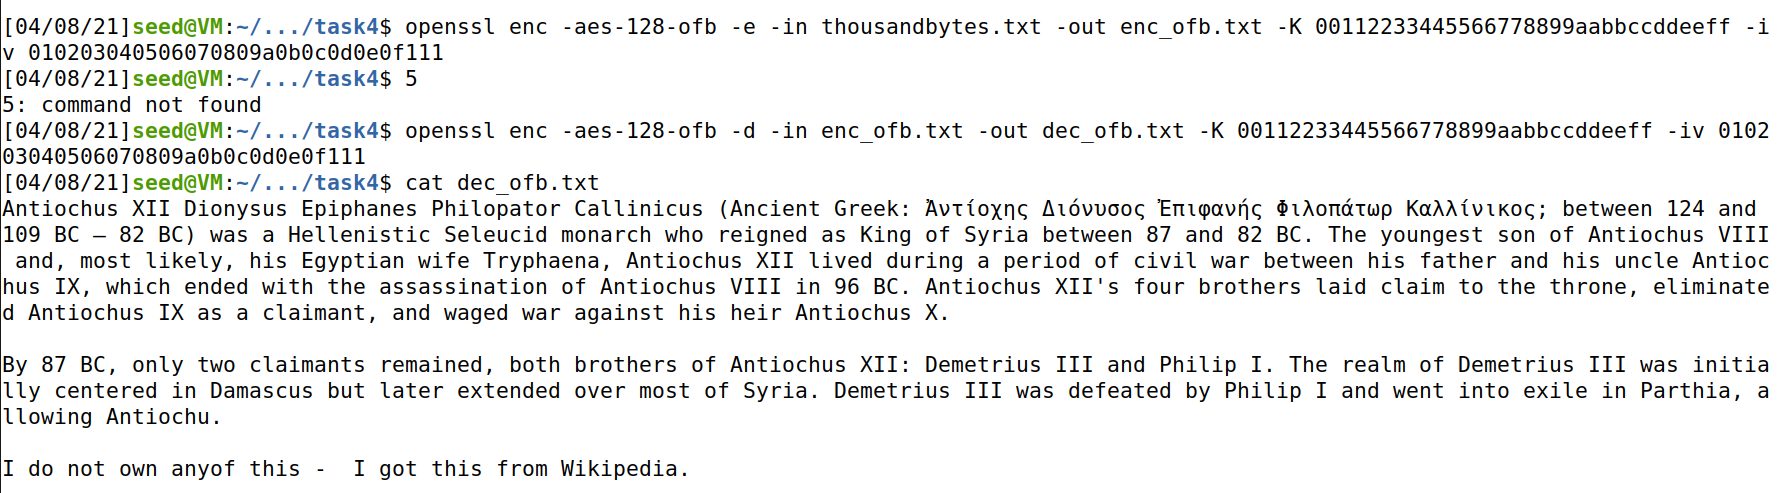 [04/08/21]seed@VM:~/.../task4$ openssl enc -aes-128-ofb -e -in thousandbytes.txt -out enc_ofb.txt -K 00112233445566778899aabbccddeeff -i
v 010203040506070809a0b0c0d0e0f111
[04/08/21]seed@VM:~/.../task4$ 5
5: command not found
[04/08/21]seed@VM:~/.../task4$ openssl enc -aes-128-ofb -d -in enc_ofb.txt -out dec_ofb.txt -K 00112233445566778899aabbccddeeff -iv 0102
03040506070809a0b0c0d0e0f111
[04/08/21]seed@VM:~/.../task4$ cat dec_ofb.txt
Antiochus XII Dionysus Epiphanes Philopator Callinicus (Ancient Greek: Ἀντίοχης Διόνυσος Ἐπιφανής Φιλοπάτωρ Καλλίνικος; between 124 and
109 BC – 82 BC) was a Hellenistic Seleucid monarch who reigned as King of Syria between 87 and 82 BC. The youngest son of Antiochus VIII
 and, most likely, his Egyptian wife Tryphaena, Antiochus XII lived during a period of civil war between his father and his uncle Antioc
hus IX, which ended with the assassination of Antiochus VIII in 96 BC. Antiochus XII's four brothers laid claim to the throne, eliminate
d Antiochus IX as a claimant, and waged war against his heir Antiochus X.

By 87 BC, only two claimants remained, both brothers of Antiochus XII: Demetrius III and Philip I. The realm of Demetrius III was initia
lly centered in Damascus but later extended over most of Syria. Demetrius III was defeated by Philip I and went into exile in Parthia, a
llowing Antiochu.

I do not own anyof this -  I got this from Wikipedia.